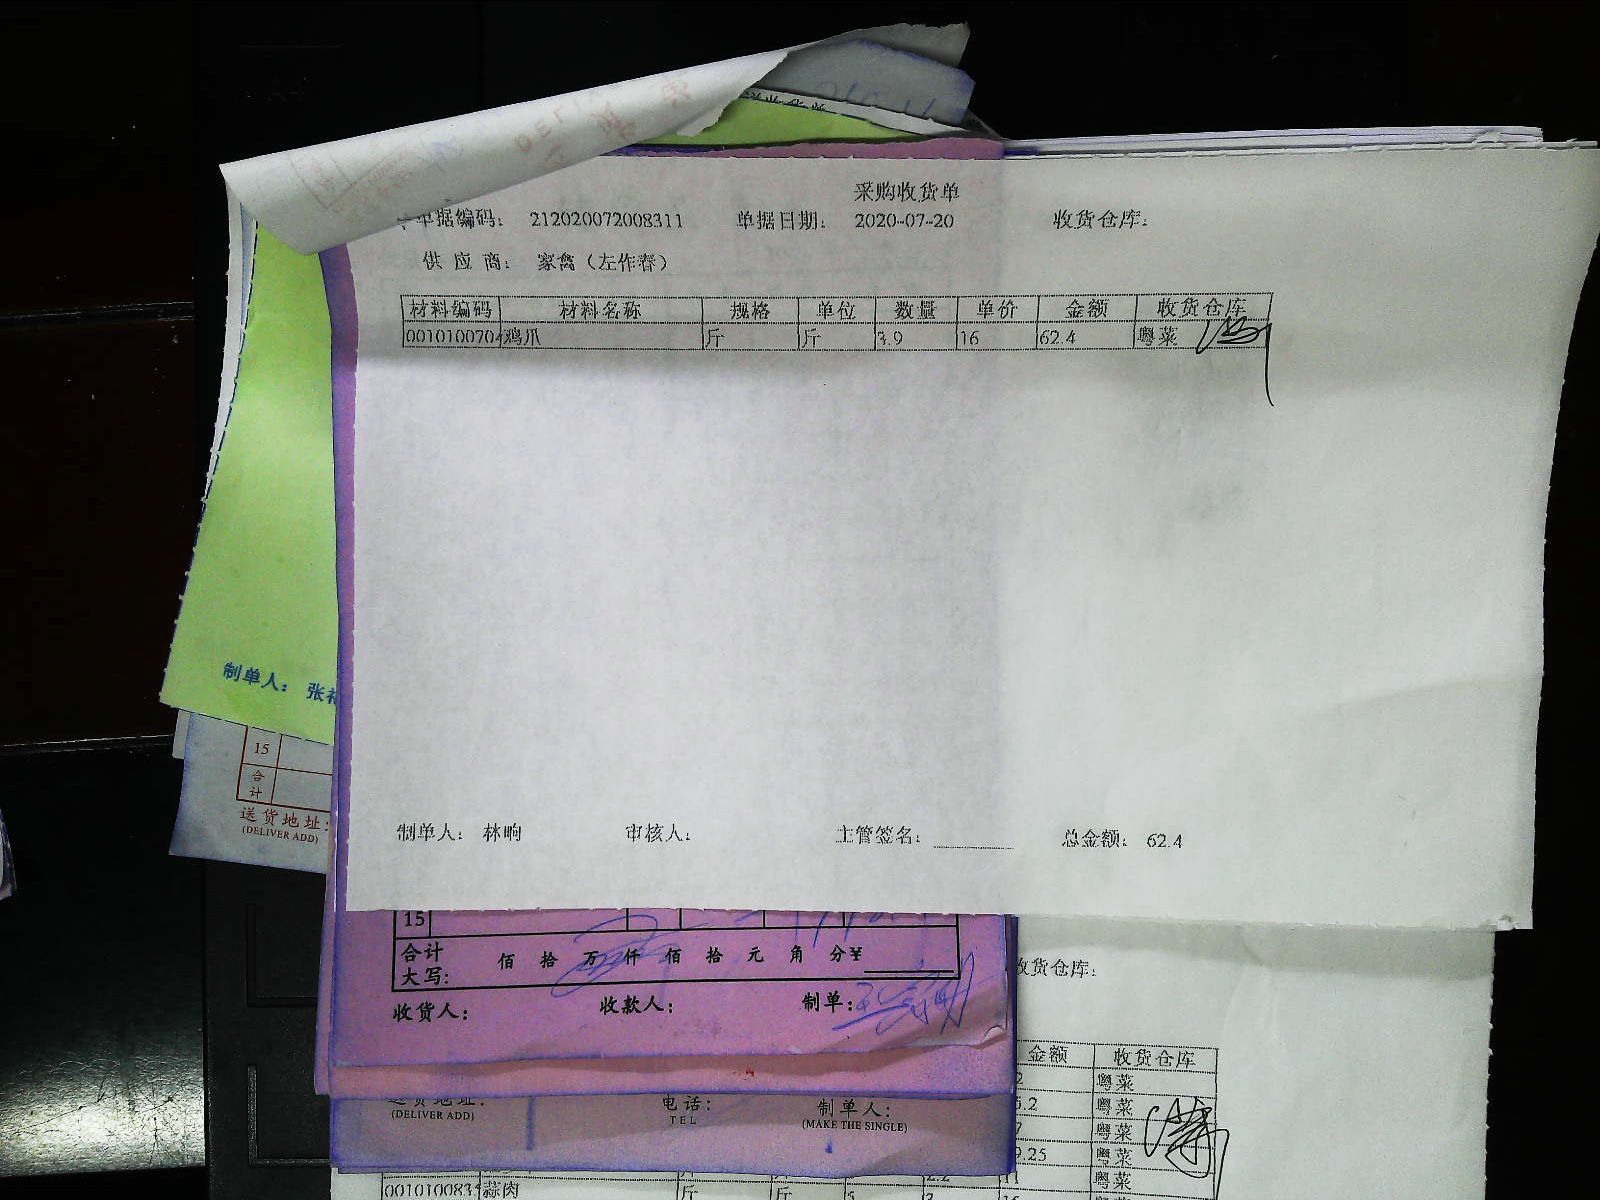 采购收货单
单据编码： 212020072008311 单据日期： 2020-07-20 收货仓库：
供 应 商： 家禽（左作春）
材料编码 材料名称 规格 单位 数量 单价 金额 收货仓库
0010100704 鸡爪 斤 斤 3.9 16 62.4 粤菜
制单人： 林晌 审核人： 主管签名： 总金额： 62.4
制单人： 张
15
合计
送货地址：
(DELIVER ADD)
15
合计 佰 拾 万 仟 佰 拾 元 角 分¥
大写：
收货人： 收款人： 制单：
收货仓库：
金额 收货仓库
粤菜
5.2 粤菜
粤菜
9.25 粤菜
粤菜
送货地址： 电话： 制单人：
(DELIVER ADD) TEL (MAKE THE SINGLE)
001010083 蒜肉 斤 斤